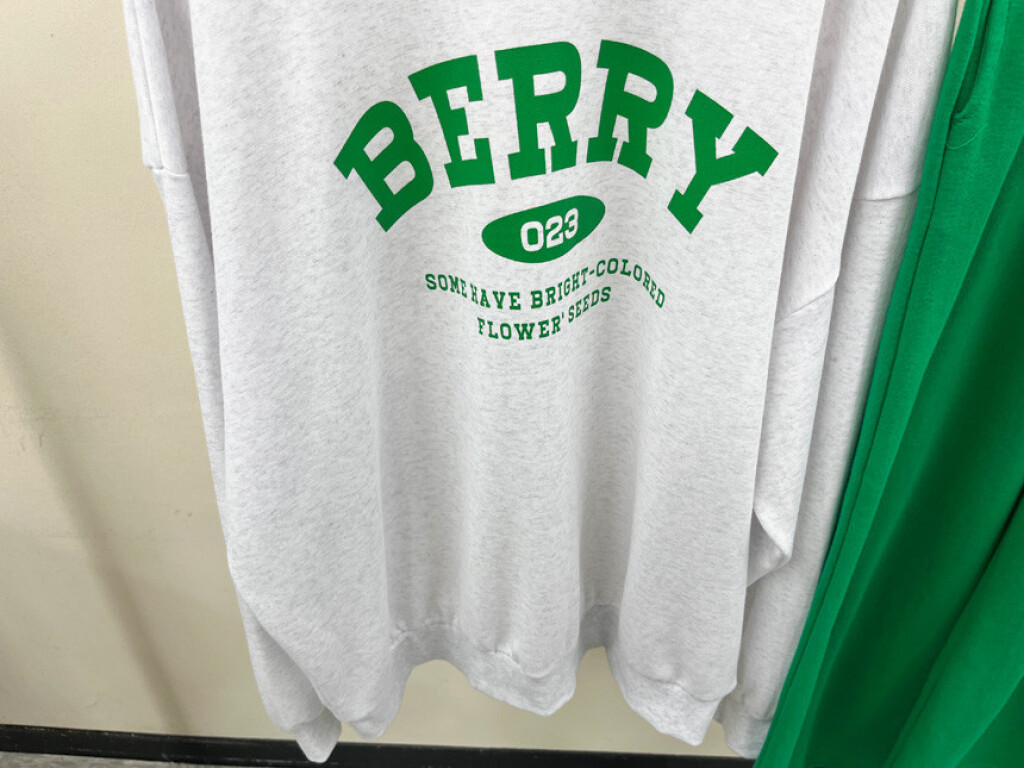 BERRY
023
SOME HAVE BRIGHT-COLORED
FLOWER' SEEDS